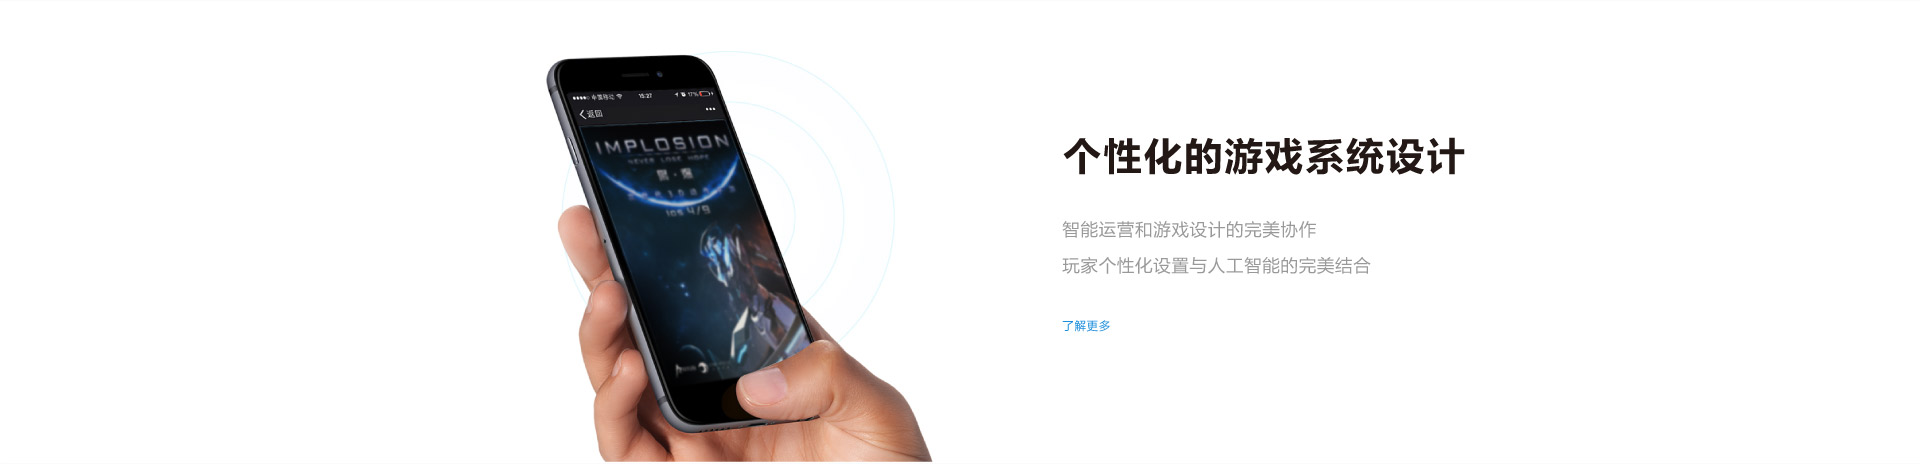 中国移动
15:27
17%
返回
IMPLOSION
NEVER LOSE HOPE
iOS 4/9
个性化的游戏系统设计
智能运营和游戏设计的完美协作
玩家个性化设置与人工智能的完美结合
了解更多